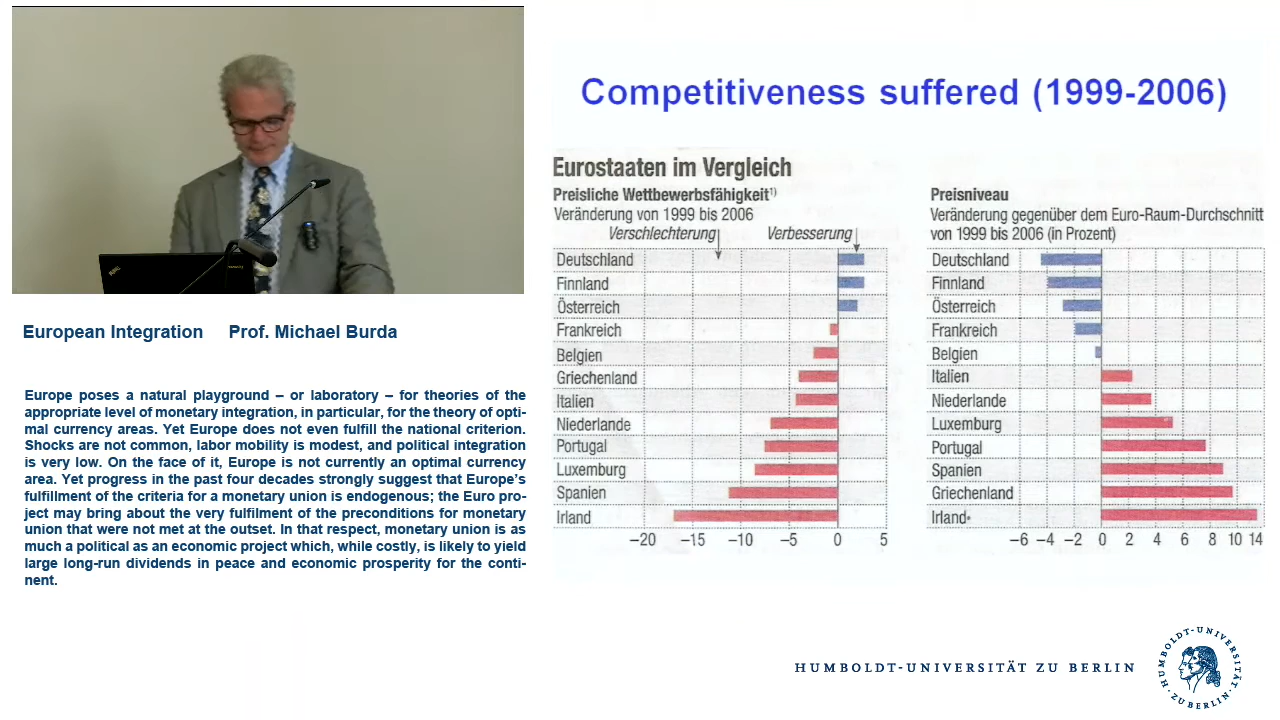 Competitiveness suffered (1999-2006)
Eurostaaten im Vergleich
Preisliche Wettbewerbsfähigkeit¹⁾
Veränderung von 1999 bis 2006
Verschlechterung Verbesserung
Deutschland
Finnland
Österreich
Frankreich
Belgien
Griechenland
Italien
Niederlande
Portugal
Luxemburg
Spanien
Irland
−20 −15 −10 −5 0 5
Preisniveau
Veränderung gegenüber dem Euro-Raum-Durchschnitt
von 1999 bis 2006 (in Prozent)
Deutschland
Finnland
Österreich
Frankreich
Belgien
Italien
Niederlande
Luxemburg
Portugal
Spanien
Griechenland
Irland*
−6 −4 −2 0 2 4 6 8 10 14
European Integration Prof. Michael Burda
Europe poses a natural playground – or laboratory – for theories of the
appropriate level of monetary integration, in particular, for the theory of opti-
mal currency areas. Yet Europe does not even fulfill the national criterion.
Shocks are not common, labor mobility is modest, and political integration
is very low. On the face of it, Europe is not currently an optimal currency
area. Yet progress in the past four decades strongly suggest that Europe's
fulfillment of the criteria for a monetary union is endogenous; the Euro pro-
ject may bring about the very fulfilment of the preconditions for monetary
union that were not met at the outset. In that respect, monetary union is as
much a political as an economic project which, while costly, is likely to yield
large long-run dividends in peace and economic prosperity for the conti-
nent.
HUMBOLDT-UNIVERSITÄT ZU BERLIN
HUMBOLDT-UNIVERSITÄT
·ZU BERLIN·